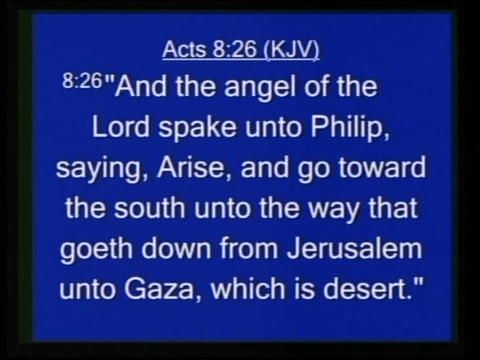 Acts 8:26 (KJV)
8:26"And the angel of the
Lord spake unto Philip,
saying, Arise, and go toward
the south unto the way that
goeth down from Jerusalem
unto Gaza, which is desert."